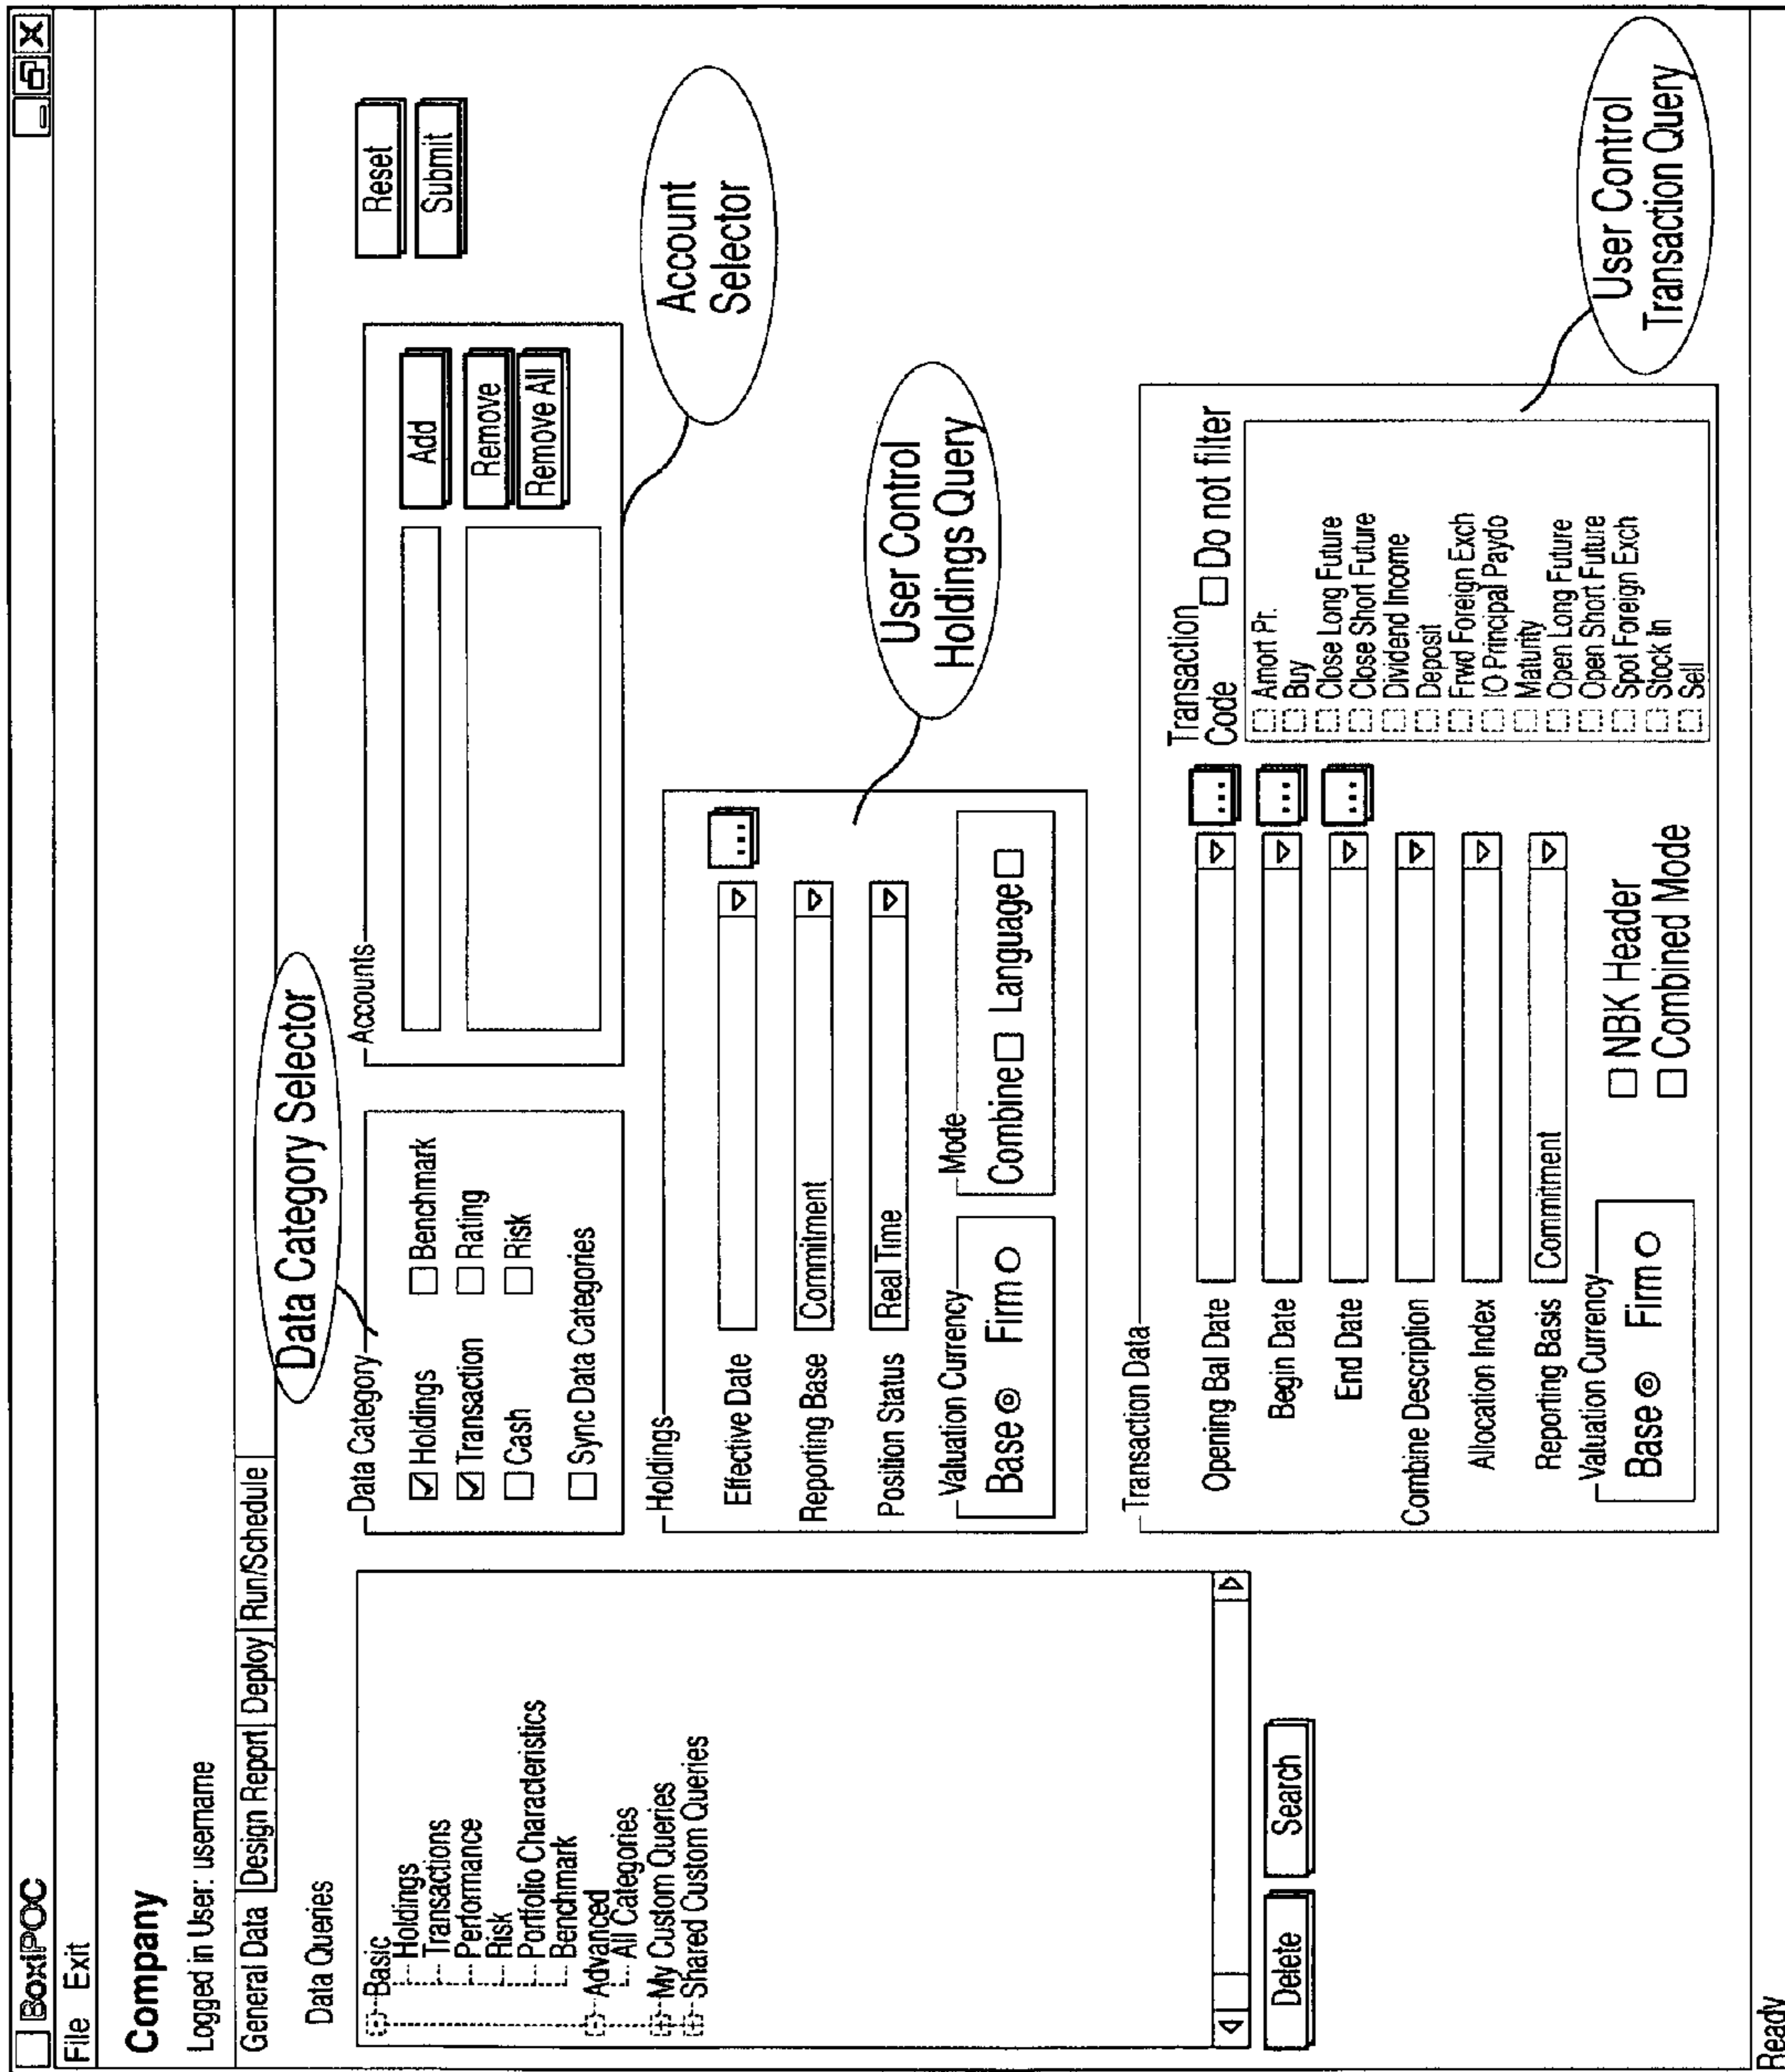 BoxiPOC
File Exit
Company
Logged in User: username
General Data Design Report Deploy Run/Schedule
Data Queries
Basic
Holdings
Transactions
Performance
Risk
Portfolio Characteristics
Benchmark
Advanced
All Categories
My Custom Queries
Shared Custom Queries
Delete Search
Data Category Selector
Data Category
Holdings Benchmark
Transaction Rating
Cash Risk
Sync Data Categories
Accounts
Add
Remove
Remove All
Reset
Submit
Account
Selector
Holdings
Effective Date ...
Reporting Base Commitment
Position Status Real Time
Valuation Currency
Base Firm
Mode
Combine Language
User Control
Holdings Query
Transaction Data
Opening Bal Date ...
Begin Date ...
End Date ...
Combine Description
Allocation Index
Reporting Basis Commitment
Valuation Currency
Base Firm
NBK Header
Combined Mode
Transaction
Code Do not filter
Amort Pr.
Buy
Close Long Future
Close Short Future
Dividend Income
Deposit
Frwd Foreign Exch
IO Principal Paydo
Maturity
Open Long Future
Open Short Future
Spot Foreign Exch
Stock In
Sell
User Control
Transaction Query
Ready